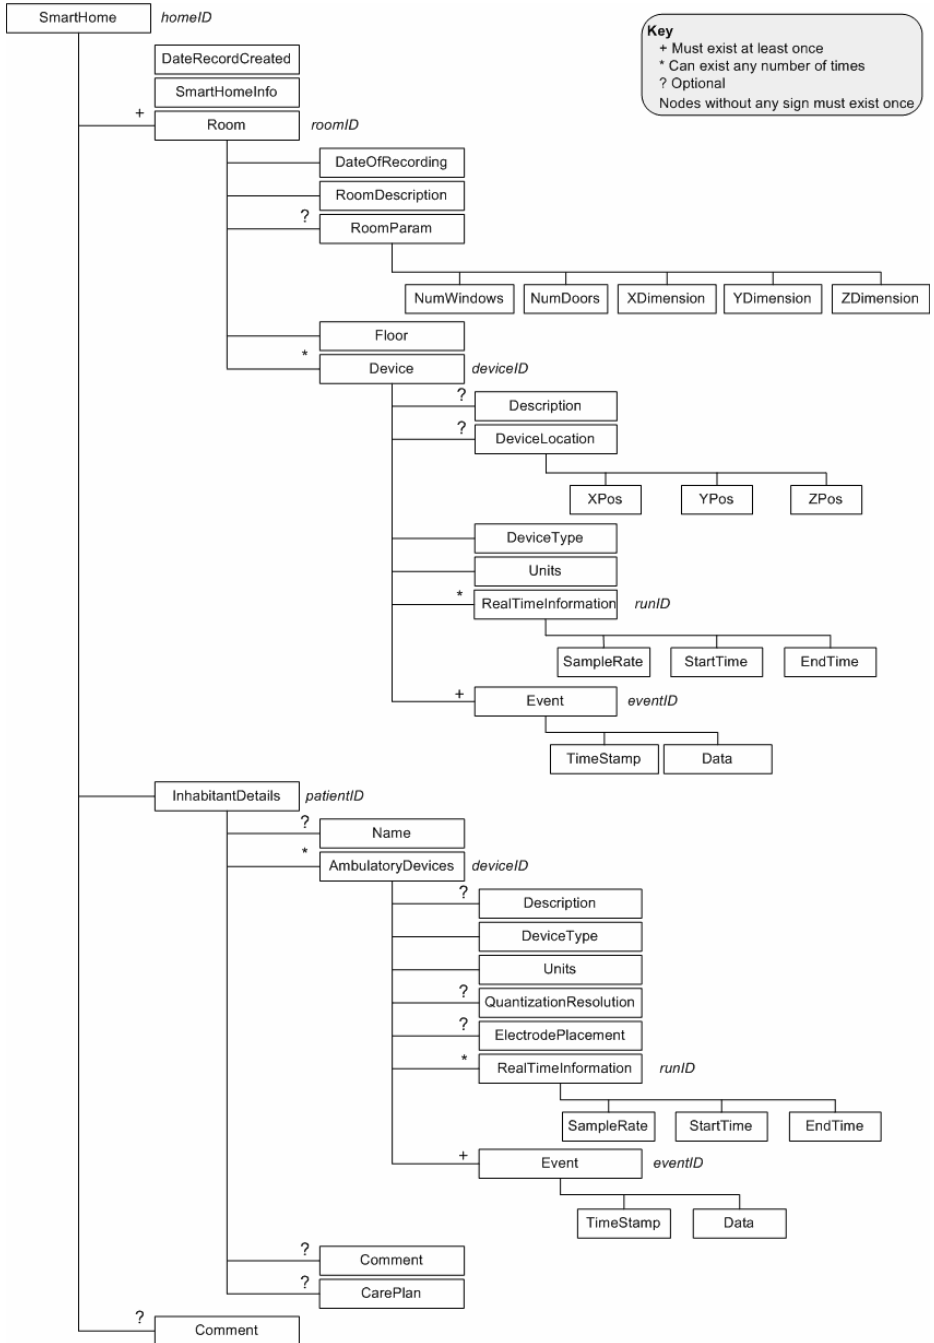 SmartHome homeID
Key
+ Must exist at least once
* Can exist any number of times
? Optional
Nodes without any sign must exist once
DateRecordCreated
SmartHomeInfo
+ Room roomID
DateOfRecording
RoomDescription
? RoomParam
NumWindows NumDoors XDimension YDimension ZDimension
Floor
* Device deviceID
? Description
? DeviceLocation
XPos YPos ZPos
DeviceType
Units
* RealTimeInformation runID
SampleRate StartTime EndTime
+ Event eventID
TimeStamp Data
InhabitantDetails patientID
? Name
* AmbulatoryDevices deviceID
? Description
DeviceType
Units
? QuantizationResolution
? ElectrodePlacement
* RealTimeInformation runID
SampleRate StartTime EndTime
+ Event eventID
TimeStamp Data
? Comment
? CarePlan
? Comment